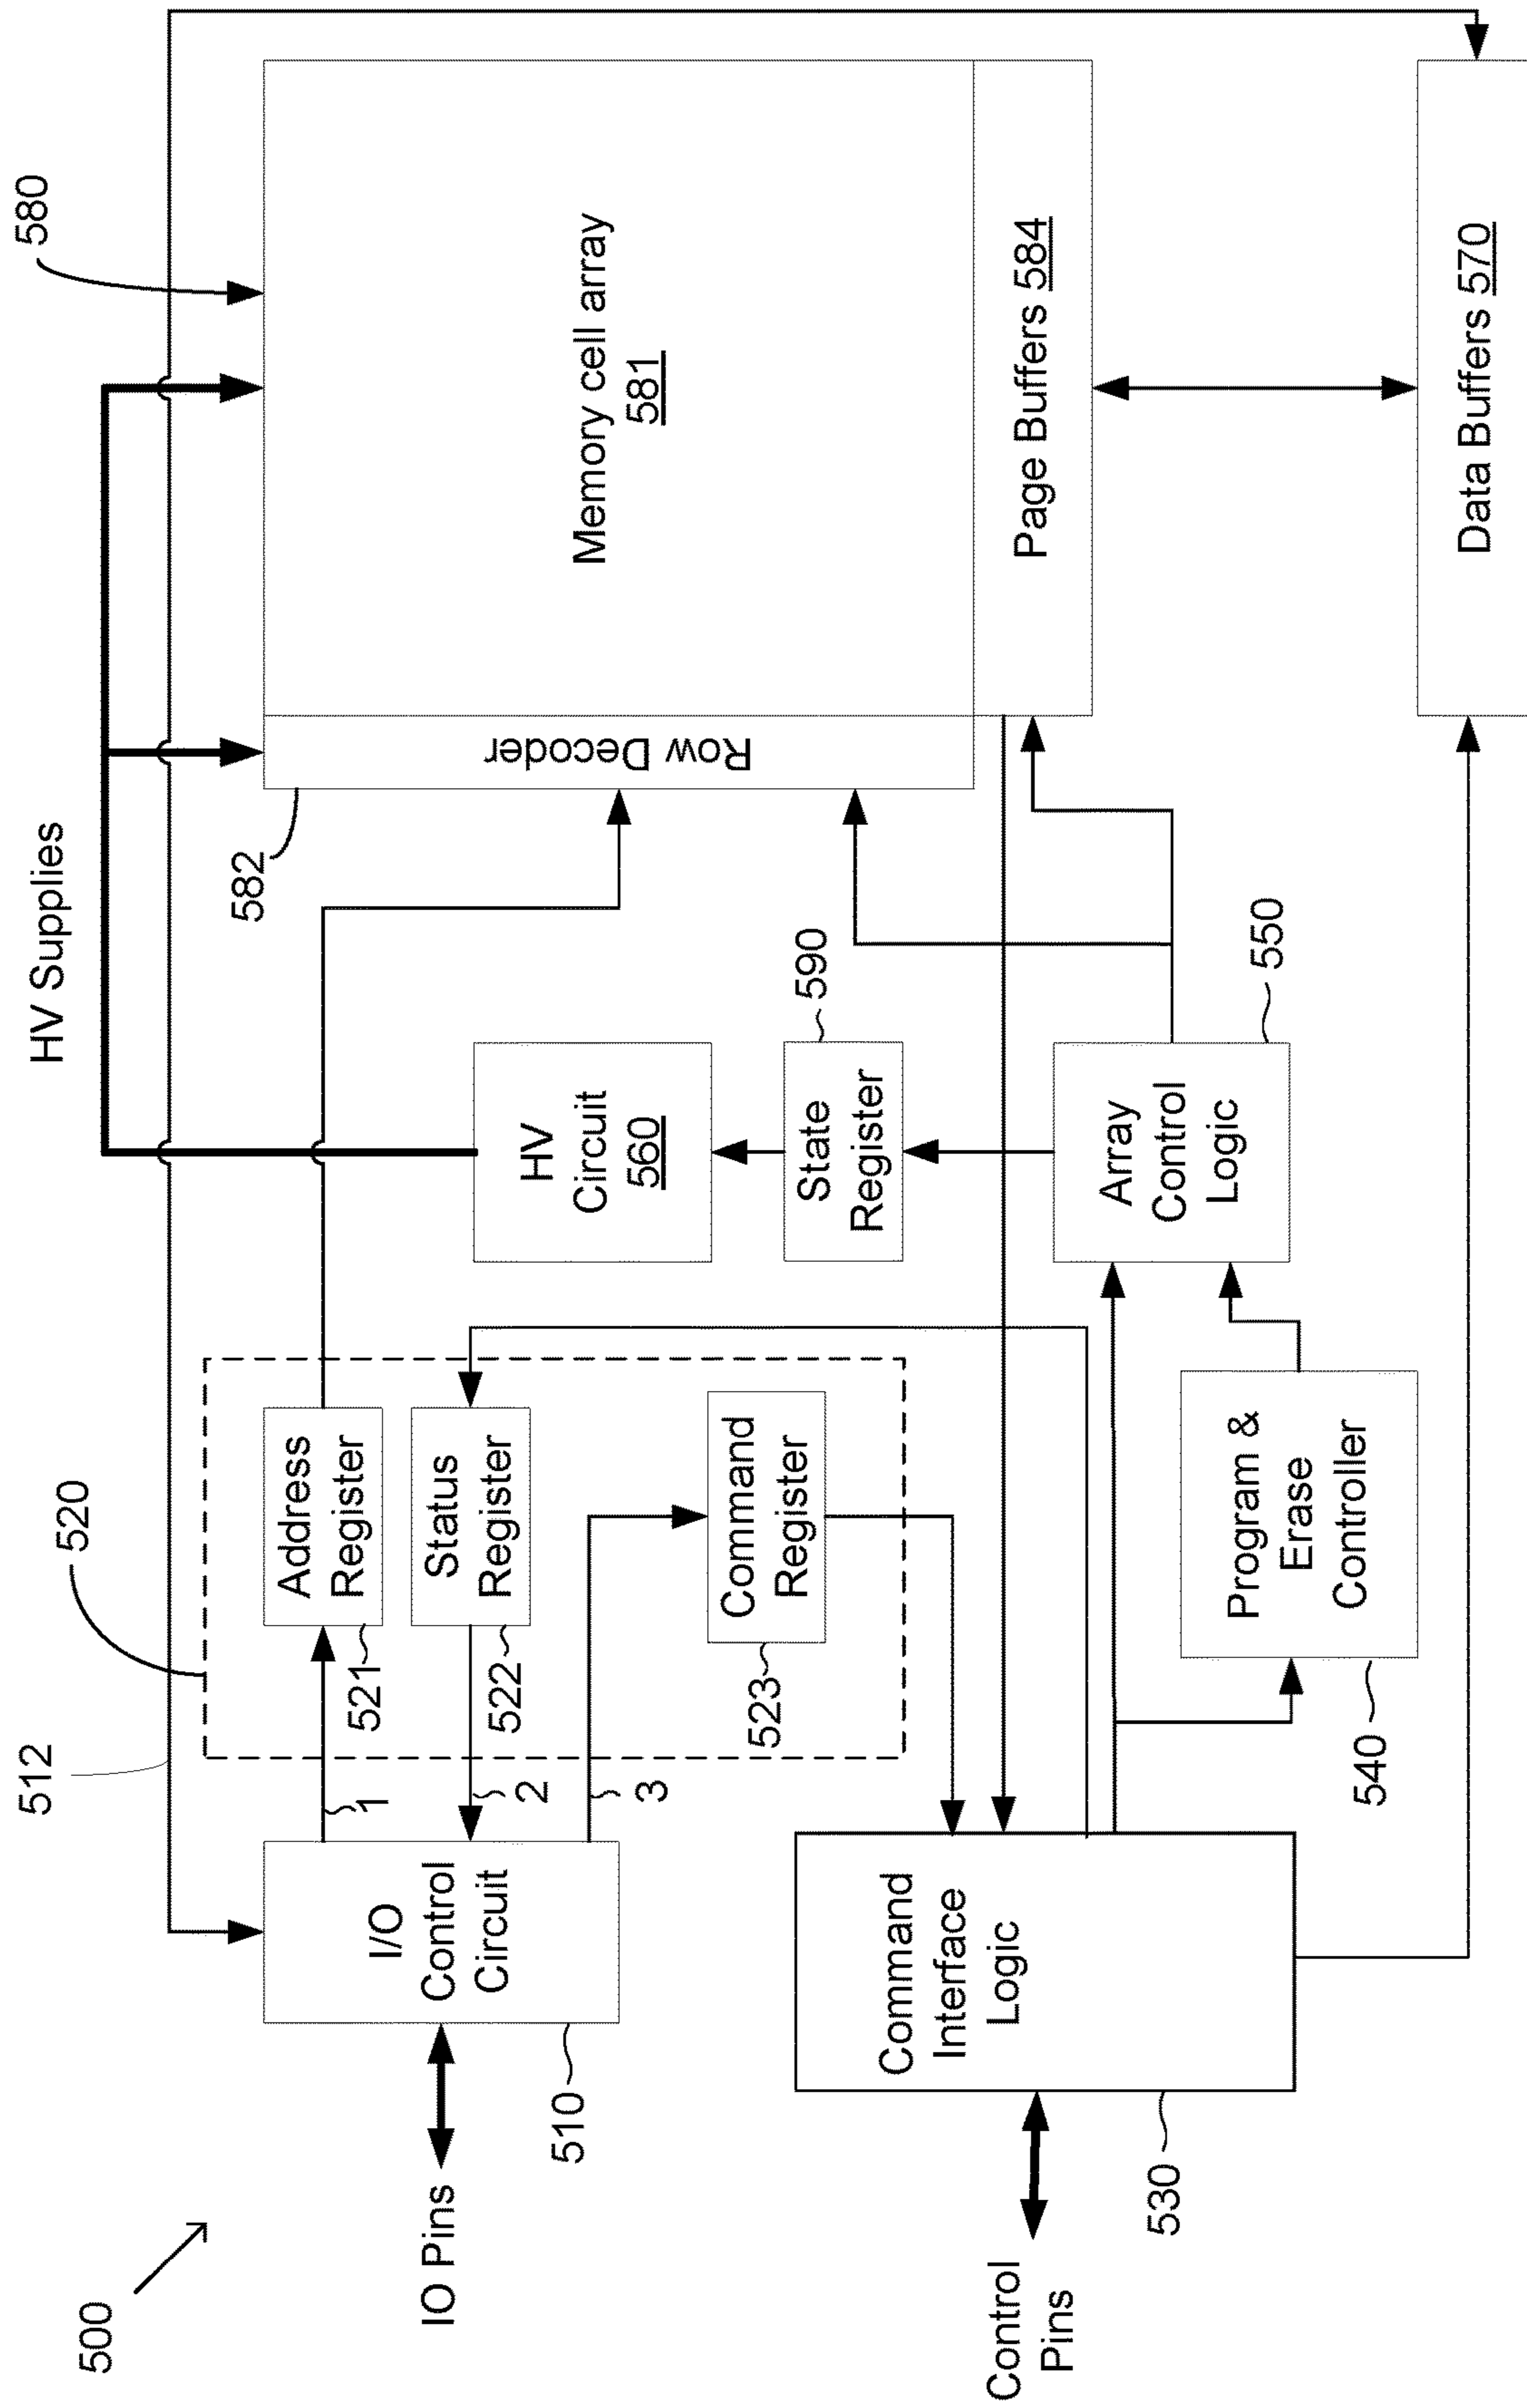 500
512
520
HV Supplies
580
IO Pins
510
I/O
Control
Circuit
1
2
3
Address
Register
521
Status
Register
522
Command
Register
523
HV
Circuit
560
State
Register
590
582
Row Decoder
Memory cell array
581
Page Buffers 584
Control
Pins
530
Command
Interface
Logic
Program &
Erase
Controller
540
Array
Control
Logic
550
Data Buffers 570